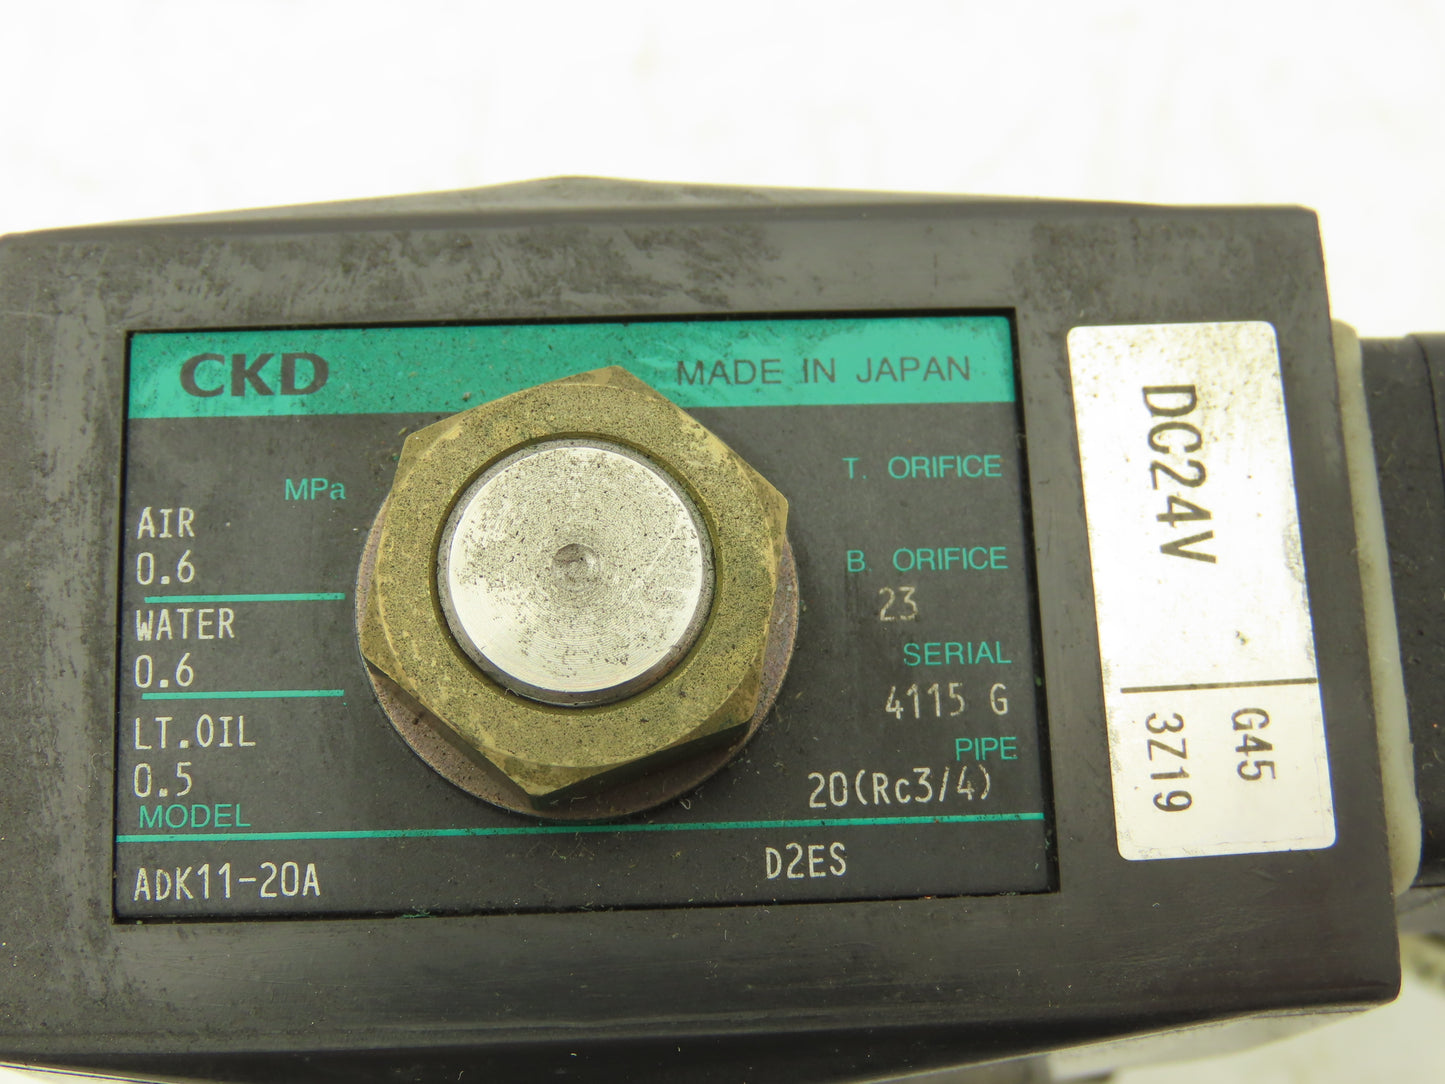 CKD
MADE IN JAPAN
MPa
AIR
0.6
WATER
0.6
LT.OIL
0.5
T. ORIFICE
B. ORIFICE
23
SERIAL
4115 G
PIPE
20(Rc3/4)
MODEL
ADK11-20A
D2ES
DC24V
G45
3Z19